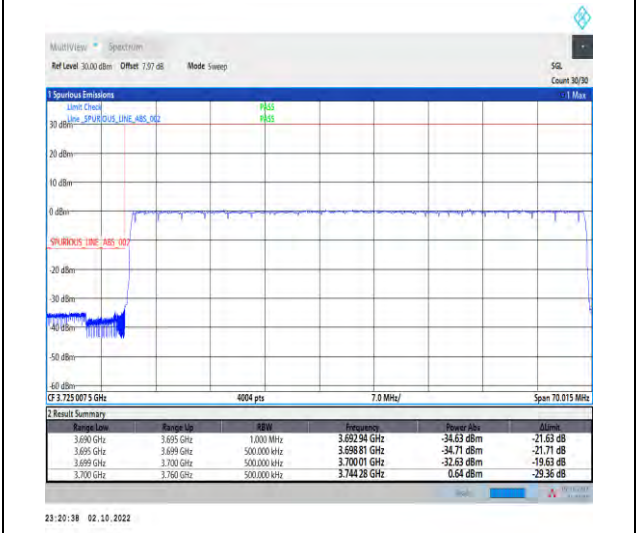 MultiView Spectrum
Ref Level 30.00 dBm Offset 7.97 dB Mode Sweep SGL
Count 30/30
1 Spurious Emissions 1 Max
Limit Check PASS
Line _SPURIOUS_LINE_ABS_002 PASS
30 dBm
20 dBm
10 dBm
0 dBm
SPURIOUS_LINE_ABS_002
-20 dBm
-30 dBm
-40 dBm
-50 dBm
-60 dBm
CF 3.725 007 5 GHz 4004 pts 7.0 MHz/ Span 70.015 MHz
2 Result Summary
Range Low Range Up RBW Frequency Power Abs ΔLimit
3.690 GHz 3.695 GHz 1.000 MHz 3.692 94 GHz -34.63 dBm -21.63 dB
3.695 GHz 3.699 GHz 500.000 kHz 3.698 81 GHz -34.71 dBm -21.71 dB
3.699 GHz 3.700 GHz 500.000 kHz 3.700 01 GHz -32.63 dBm -19.63 dB
3.700 GHz 3.760 GHz 500.000 kHz 3.744 28 GHz 0.64 dBm -29.36 dB
23:20:38 02.10.2022